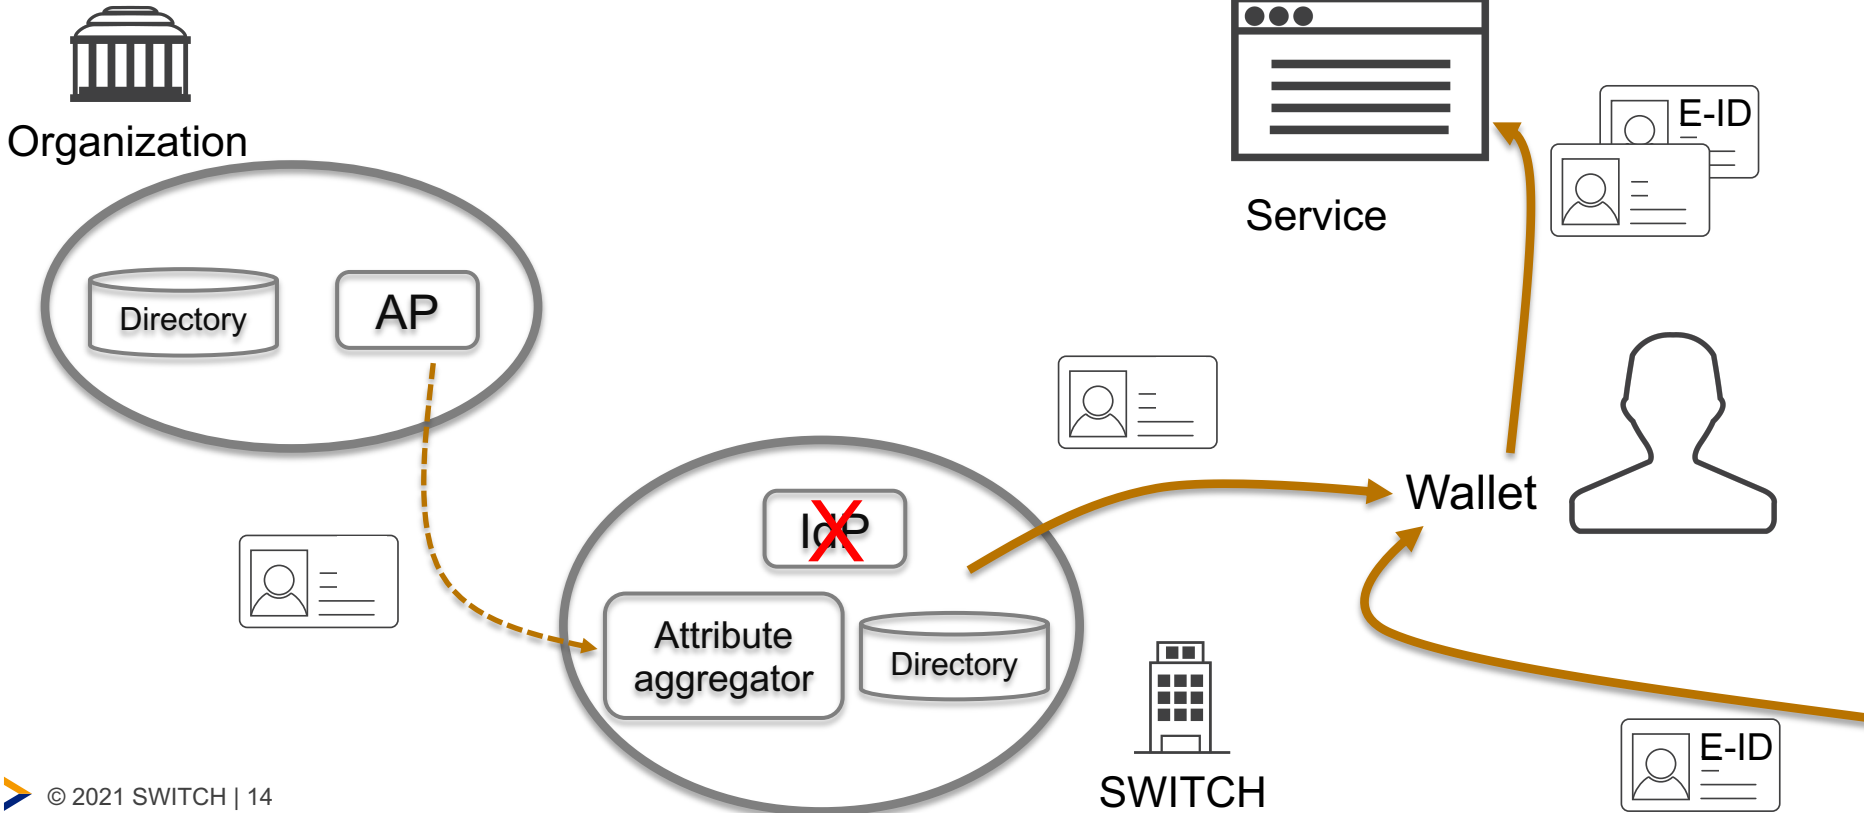 Organization
Directory
AP
Service
E-ID
IdP
X
Attribute
aggregator
Directory
Wallet
SWITCH
E-ID
© 2021 SWITCH | 14